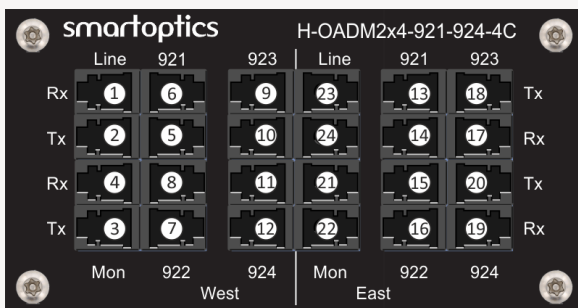 smartoptics H-OADM2x4-921-924-4C
Line 921 923 Line 921 923
Rx 1 6 9 23 13 18 Tx
Tx 2 5 10 24 14 17 Rx
Rx 4 8 11 21 15 20 Tx
Tx 3 7 12 22 16 19 Rx
Mon 922 924 Mon 922 924
West East